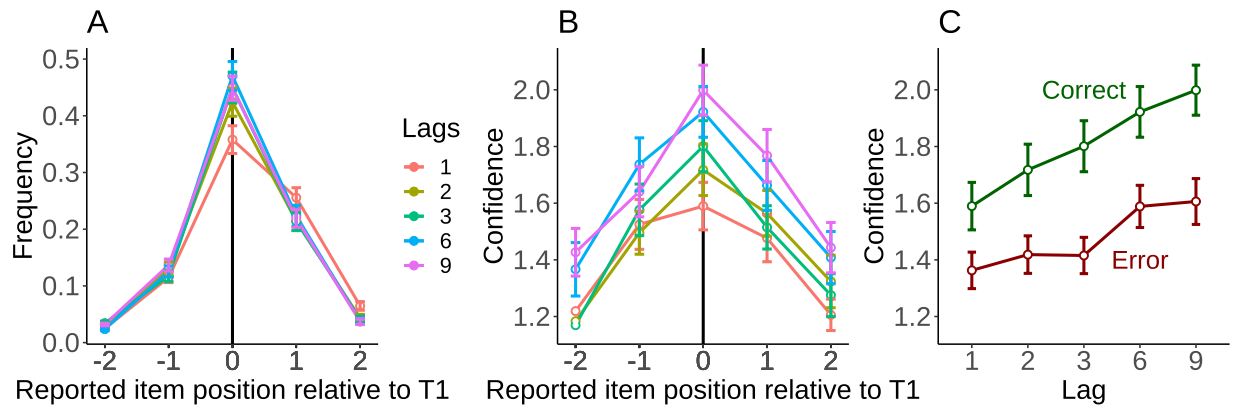 A
Frequency
0.5
0.4
0.3
0.2
0.1
0.0
-2 -1 0 1 2
Reported item position relative to T1
Lags
1
2
3
6
9
B
Confidence
2.0
1.8
1.6
1.4
1.2
-2 -1 0 1 2
Reported item position relative to T1
C
Confidence
2.0
1.8
1.6
1.4
1.2
Correct
Error
1 2 3 6 9
Lag